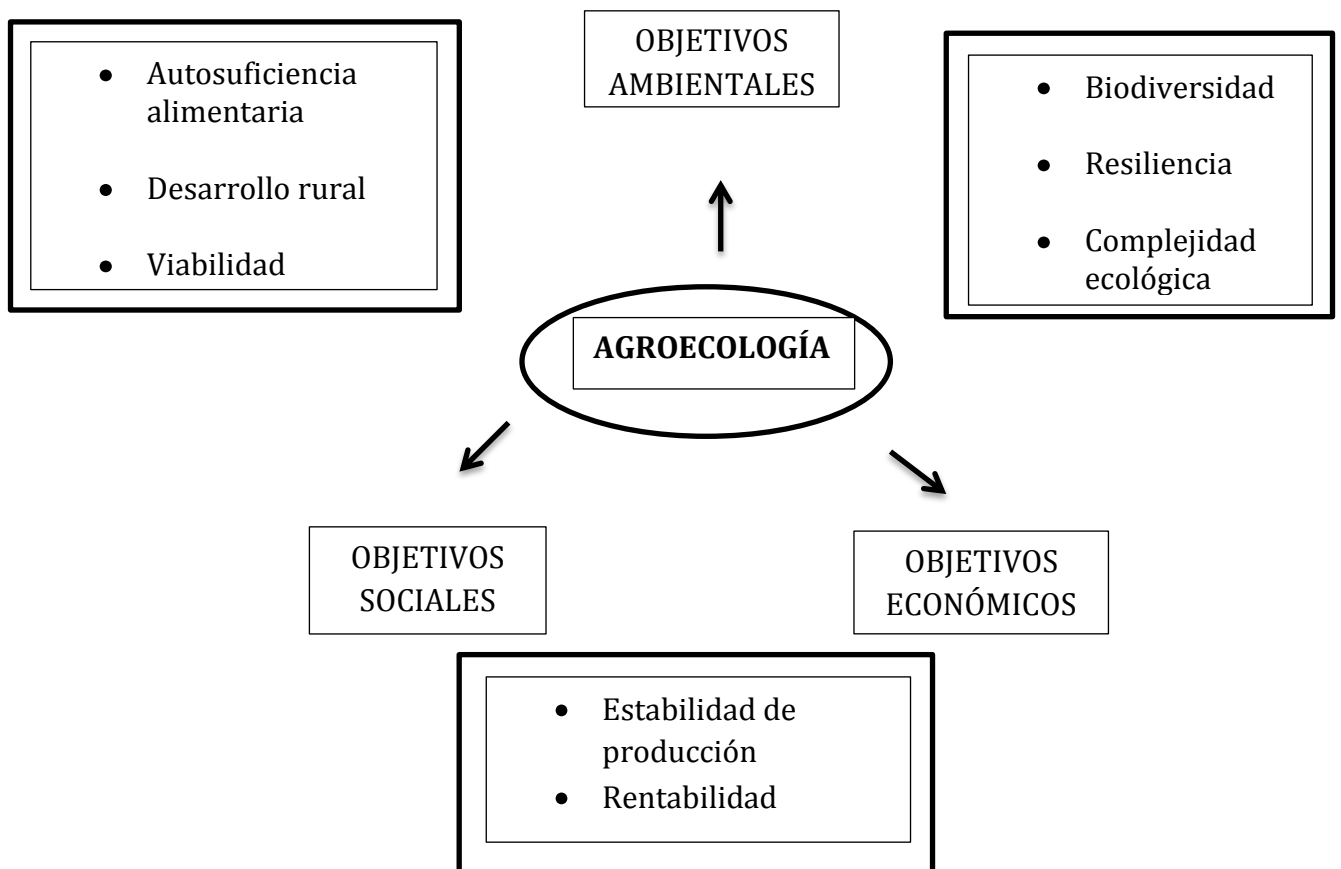 • Autosuficiencia
alimentaria
• Desarrollo rural
• Viabilidad
OBJETIVOS
AMBIENTALES
• Biodiversidad
• Resiliencia
• Complejidad
ecológica
AGROECOLOGÍA
OBJETIVOS
SOCIALES
OBJETIVOS
ECONÓMICOS
• Estabilidad de
producción
• Rentabilidad